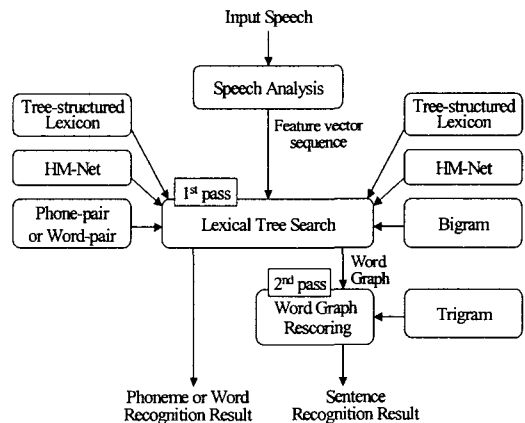 Input Speech
Speech Analysis
Tree-structured
Lexicon
Feature vector
sequence
Tree-structured
Lexicon
HM-Net
HM-Net
1st pass
Phone-pair
or Word-pair
Lexical Tree Search
Bigram
Word
Graph
2nd pass
Word Graph
Rescoring
Trigram
Phoneme or Word
Recognition Result
Sentence
Recognition Result